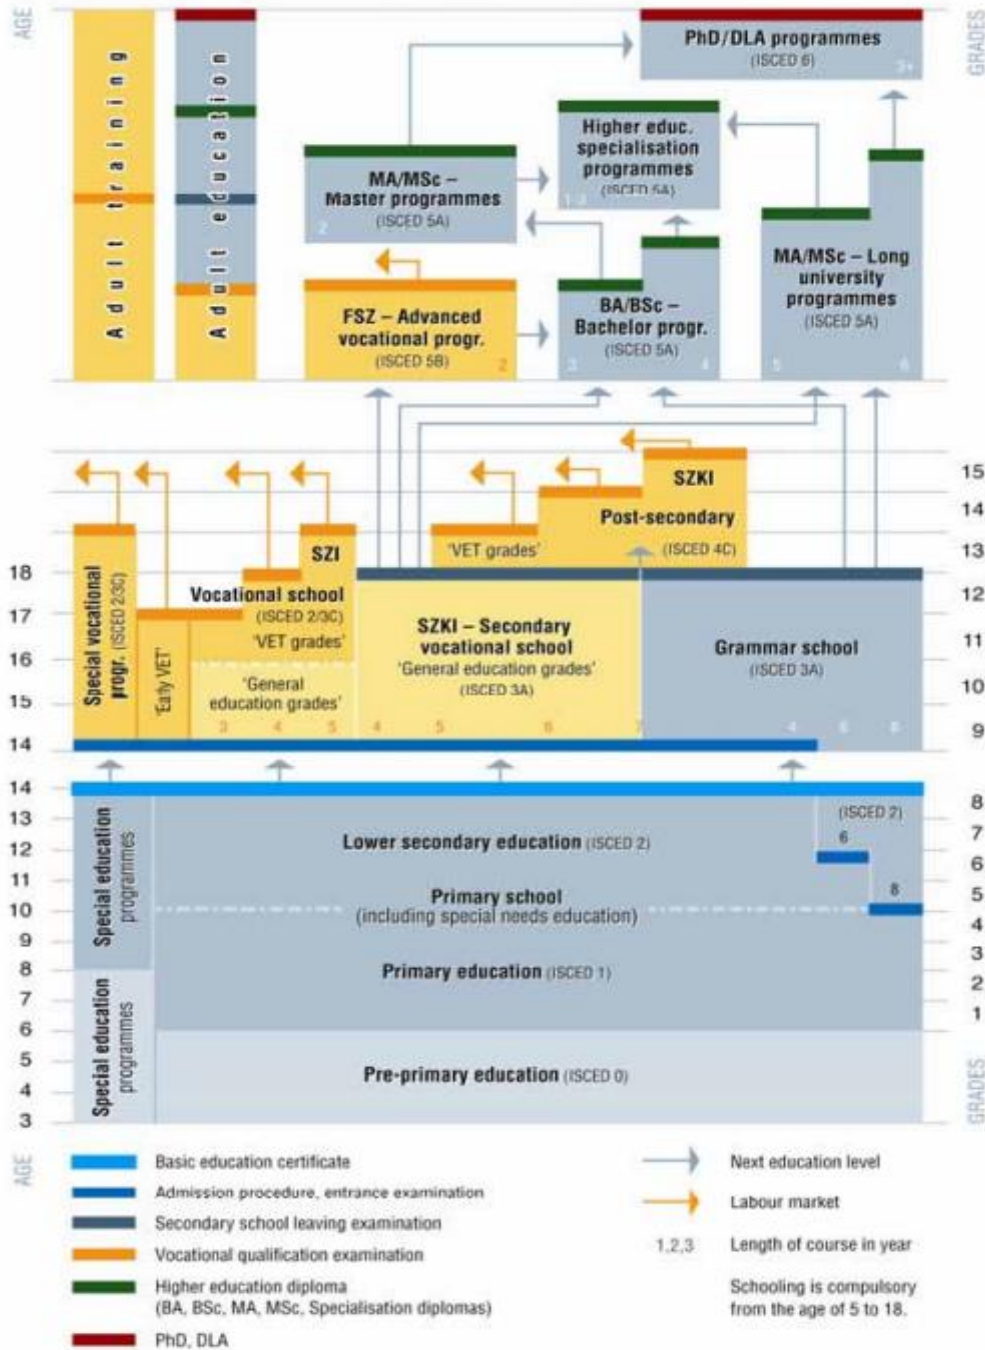 AGE
GRADES
Adult training
Adult education
PhD/DLA programmes
(ISCED 6)
3+
Higher educ.
specialisation
programmes
(ISCED 5A)
1-3
MA/MSc –
Master programmes
(ISCED 5A)
2
MA/MSc – Long
university
programmes
(ISCED 5A)
5
6
FSZ – Advanced
vocational progr.
(ISCED 5B)
2
BA/BSc –
Bachelor progr.
(ISCED 5A)
3
4
15
14
13
12
11
10
9
18
17
16
15
14
SZKI
Post-secondary
(ISCED 4C)
'VET grades'
SZI
Vocational school
(ISCED 2/3C)
'VET grades'
'General
education grades'
3
4
5
Special vocational
progr. (ISCED 2/3C)
'Early VET'
SZKI – Secondary
vocational school
'General education grades'
(ISCED 3A)
4
5
6
7
Grammar school
(ISCED 3A)
4
6
8
14
13
12
11
10
9
8
7
6
5
4
3
8
7
6
5
4
3
2
1
Special education
programmes
Special education
programmes
Lower secondary education (ISCED 2)
(ISCED 2)
6
8
Primary school
(including special needs education)
Primary education (ISCED 1)
Pre-primary education (ISCED 0)
GRADES
AGE
Basic education certificate
Admission procedure, entrance examination
Secondary school leaving examination
Vocational qualification examination
Higher education diploma
(BA, BSc, MA, MSc, Specialisation diplomas)
PhD, DLA
Next education level
Labour market
1,2,3 Length of course in year
Schooling is compulsory
from the age of 5 to 18.